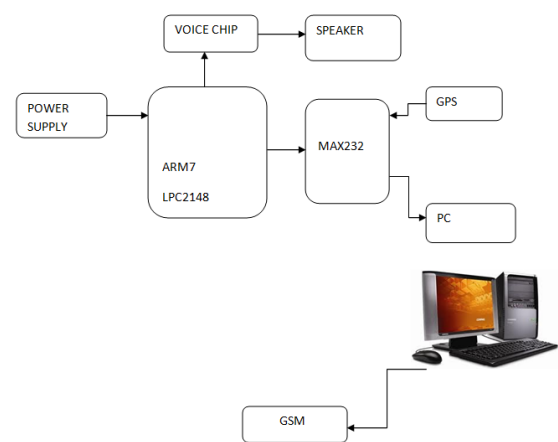 VOICE CHIP
SPEAKER
POWER
SUPPLY
GPS
MAX232
ARM7
LPC2148
PC
GSM